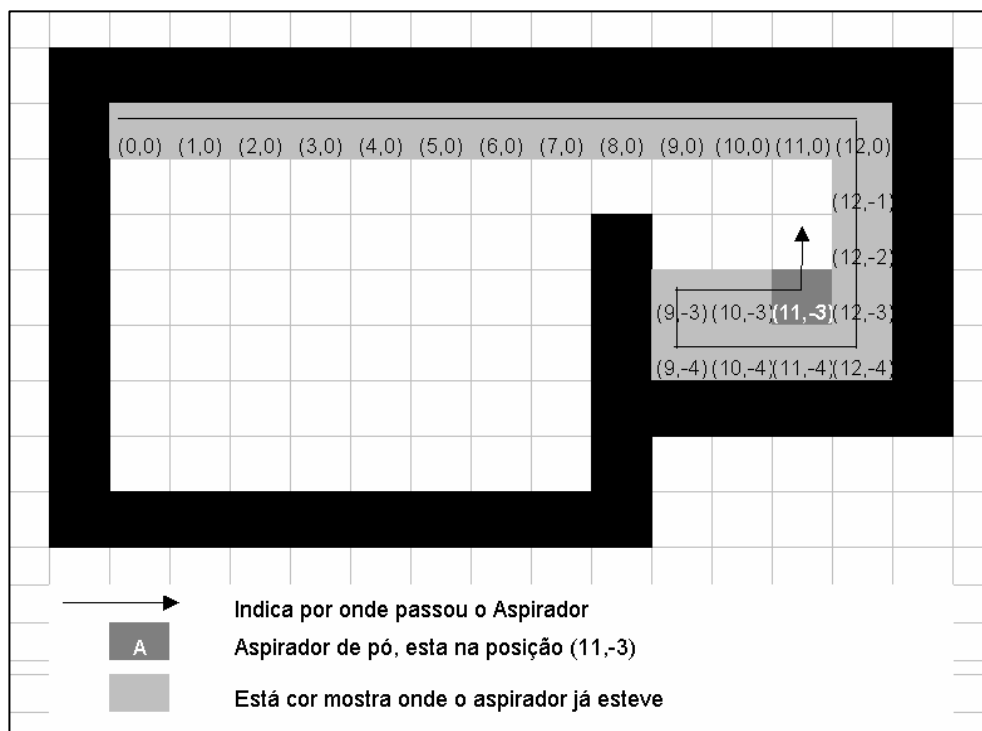 (0,0) (1,0) (2,0) (3,0) (4,0) (5,0) (6,0) (7,0) (8,0) (9,0) (10,0) (11,0) (12,0)
(12,-1)
(12,-2)
(9,-3) (10,-3) (11,-3) (12,-3)
(9,-4) (10,-4) (11,-4) (12,-4)
Indica por onde passou o Aspirador
A Aspirador de pó, esta na posição (11,-3)
Está cor mostra onde o aspirador já esteve